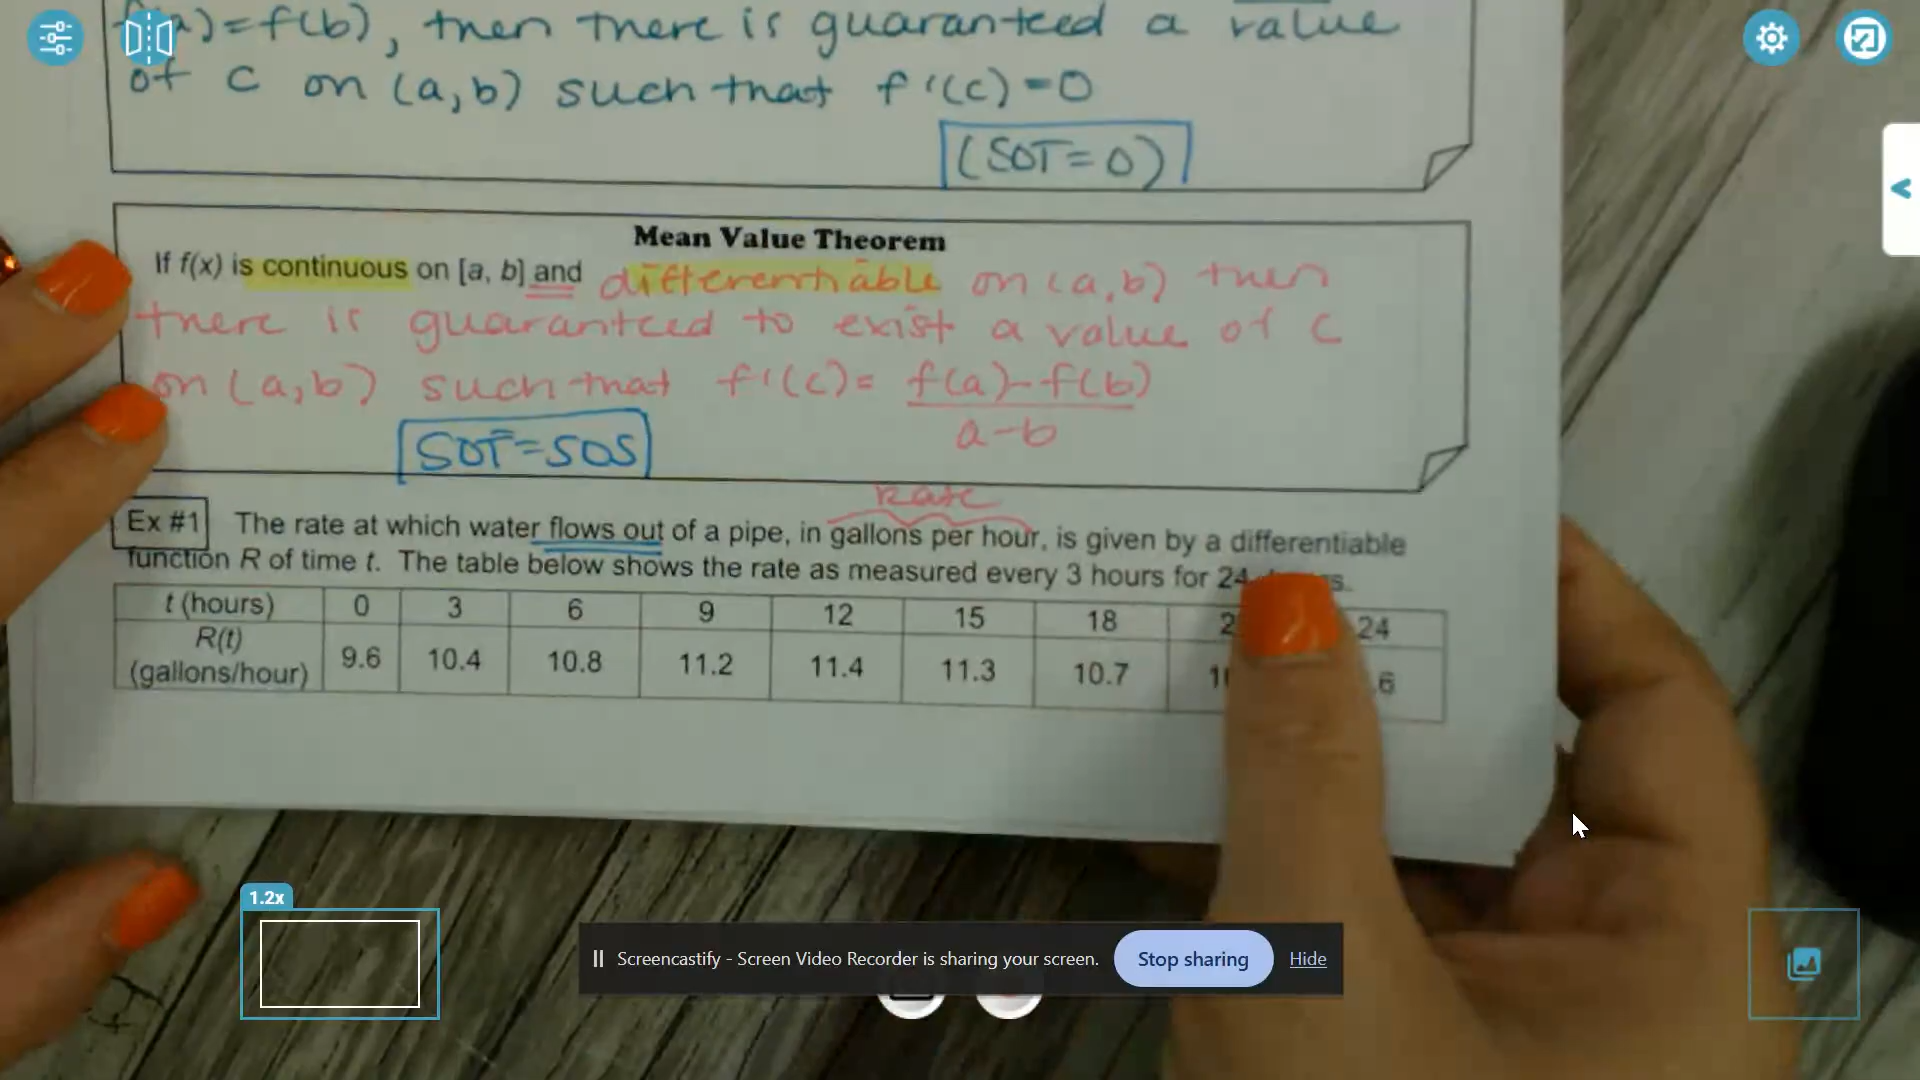 =f(b), then there is guaranteed a value
of c on (a,b) such that f'(c)=0
(SOT=0)
Mean Value Theorem
If f(x) is continuous on [a, b] and differentiable on (a,b) then
there is guaranteed to exist a value of c
on (a,b) such that f'(c)= f(a)-f(b)
a-b
SOT=SOS
Rate
Ex #1 The rate at which water flows out of a pipe, in gallons per hour, is given by a differentiable
function R of time t. The table below shows the rate as measured every 3 hours for 24
t (hours) 0 3 6 9 12 15 18 24
R(t)
(gallons/hour) 9.6 10.4 10.8 11.2 11.4 11.3 10.7 .6
1.2x
Screencastify - Screen Video Recorder is sharing your screen. Stop sharing Hide